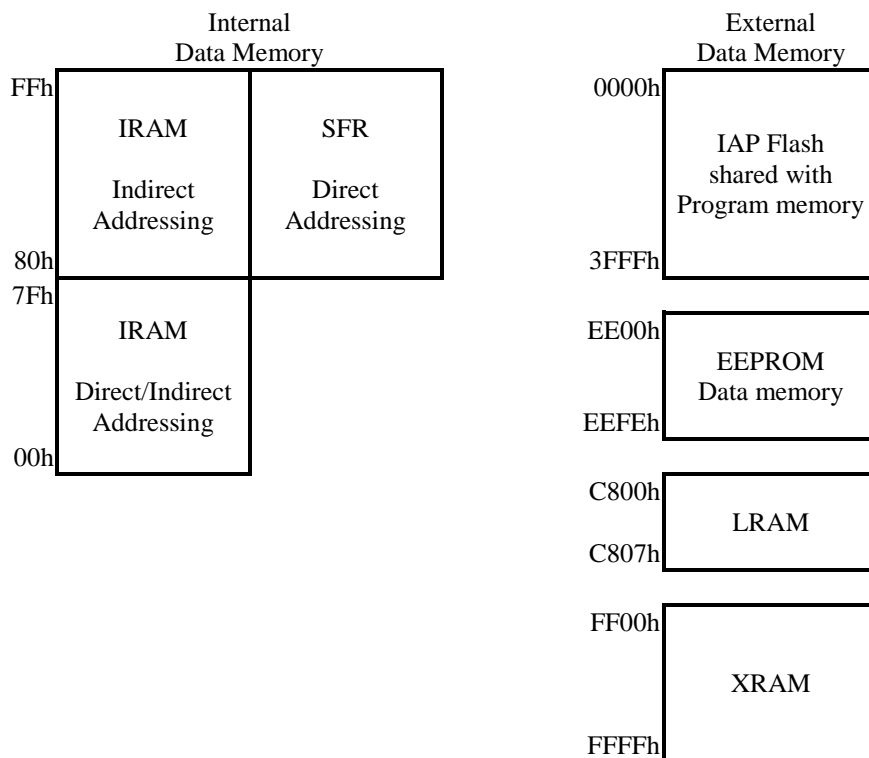 Internal
Data Memory
FFh
IRAM
Indirect
Addressing
80h
SFR
Direct
Addressing
7Fh
IRAM
Direct/Indirect
Addressing
00h
External
Data Memory
0000h
IAP Flash
shared with
Program memory
3FFFh
EE00h
EEPROM
Data memory
EEFEh
C800h
LRAM
C807h
FF00h
XRAM
FFFFh